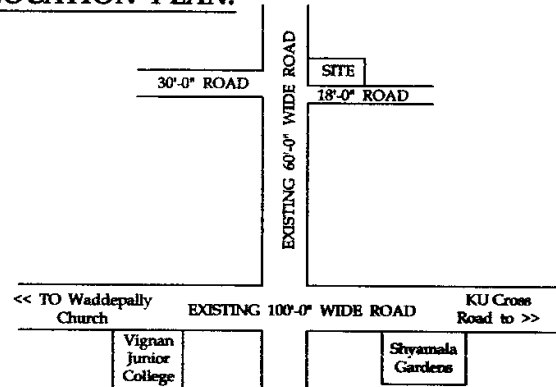 LOCATION PLAN:
SITE
30'-0" ROAD
18'-0" ROAD
EXISTING 60'-0" WIDE ROAD
<< TO Waddepally
Church
EXISTING 100'-0" WIDE ROAD
KU Cross
Road to >>
Vignan
Junior
College
Shyamala
Gardens